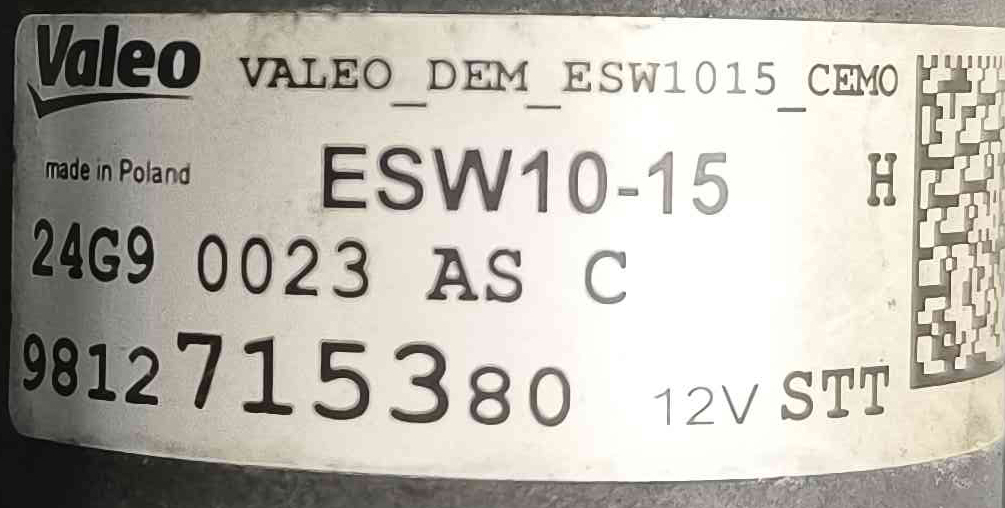 Valeo VALEO_DEM_ESW1015_CEMO
made in Poland ESW10-15 H
24G9 0023 AS C
9812715380 12V STT